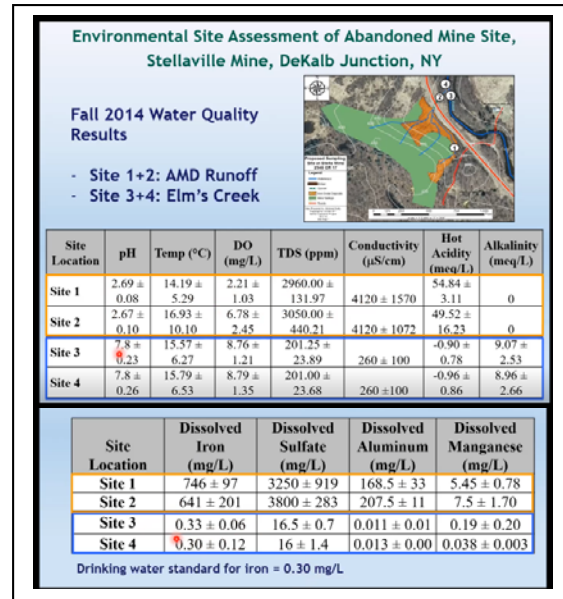 Environmental Site Assessment of Abandoned Mine Site,
Stellaville Mine, DeKalb Junction, NY
Fall 2014 Water Quality
Results
- Site 1+2: AMD Runoff
- Site 3+4: Elm's Creek
Site Location pH Temp (°C) DO (mg/L) TDS (ppm) Conductivity (µS/cm) Hot Acidity (meq/L) Alkalinity (meq/L)
Site 1 2.69 ± 0.08 14.19 ± 5.29 2.21 ± 1.03 2960.00 ± 131.97 4120 ± 1570 54.84 ± 3.11 0
Site 2 2.67 ± 0.10 16.93 ± 10.10 6.78 ± 2.45 3050.00 ± 440.21 4120 ± 1072 49.52 ± 16.23 0
Site 3 7.8 ± 0.23 15.57 ± 6.27 8.76 ± 1.21 201.25 ± 23.89 260 ± 100 -0.90 ± 0.78 9.07 ± 2.53
Site 4 7.8 ± 0.26 15.79 ± 6.53 8.79 ± 1.35 201.00 ± 23.68 260 ±100 -0.96 ± 0.86 8.96 ± 2.66
Site Location Dissolved Iron (mg/L) Dissolved Sulfate (mg/L) Dissolved Aluminum (mg/L) Dissolved Manganese (mg/L)
Site 1 746 ± 97 3250 ± 919 168.5 ± 33 5.45 ± 0.78
Site 2 641 ± 201 3800 ± 283 207.5 ± 11 7.5 ± 1.70
Site 3 0.33 ± 0.06 16.5 ± 0.7 0.011 ± 0.01 0.19 ± 0.20
Site 4 0.30 ± 0.12 16 ± 1.4 0.013 ± 0.00 0.038 ± 0.003
Drinking water standard for iron = 0.30 mg/L